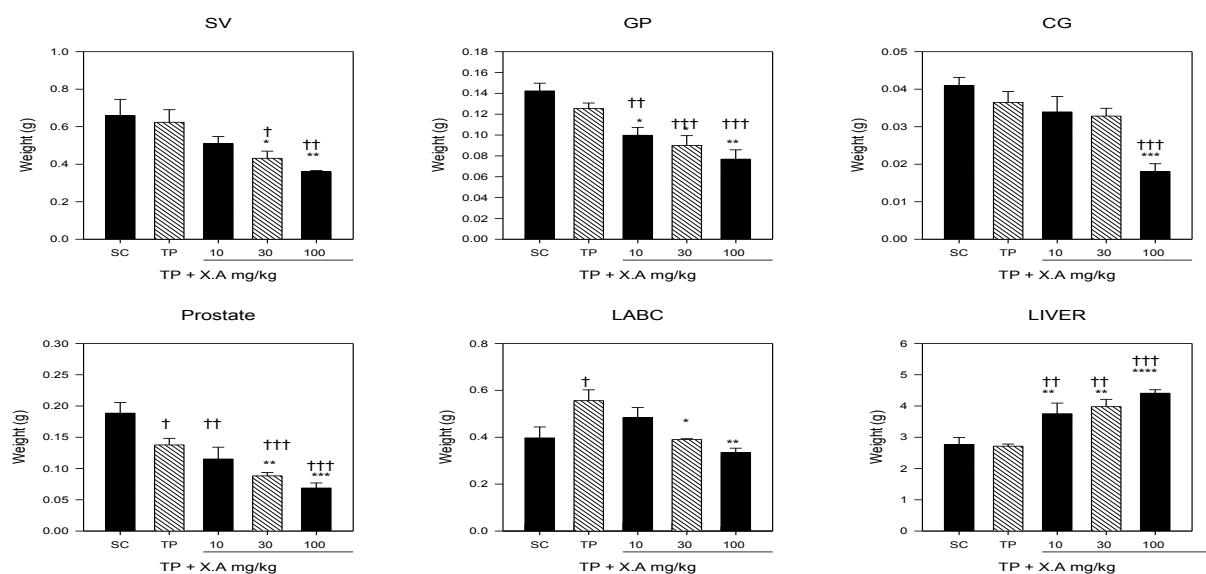 SV
1.0
0.8
0.6
0.4
0.2
0.0
Weight (g)
†
*
††
**
SC TP 10 30 100
TP + X.A mg/kg
GP
0.18
0.16
0.14
0.12
0.10
0.08
0.06
0.04
0.02
0.00
Weight (g)
††
*
†††
*
†††
**
SC TP 10 30 100
TP + X.A mg/kg
CG
0.05
0.04
0.03
0.02
0.01
0.00
Weight (g)
†††
***
SC TP 10 30 100
TP + X.A mg/kg
Prostate
0.30
0.25
0.20
0.15
0.10
0.05
0.00
Weight (g)
†
††
†††
**
†††
***
SC TP 10 30 100
TP + X.A mg/kg
LABC
0.8
0.6
0.4
0.2
0.0
Weight (g)
†
*
**
SC TP 10 30 100
TP + X.A mg/kg
LIVER
6
5
4
3
2
1
0
Weight (g)
††
**
††
**
†††
****
SC TP 10 30 100
TP + X.A mg/kg